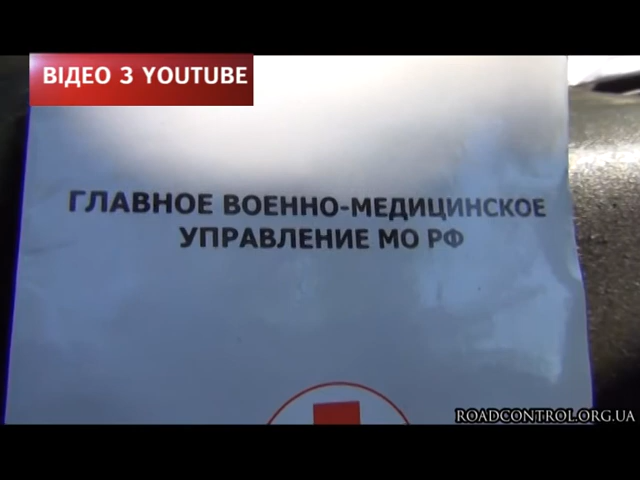 ВІДЕО З YOUTUBE
ГЛАВНОЕ ВОЕННО-МЕДИЦИНСКОЕ
УПРАВЛЕНИЕ МО РФ
ROADCONTROL.ORG.UA